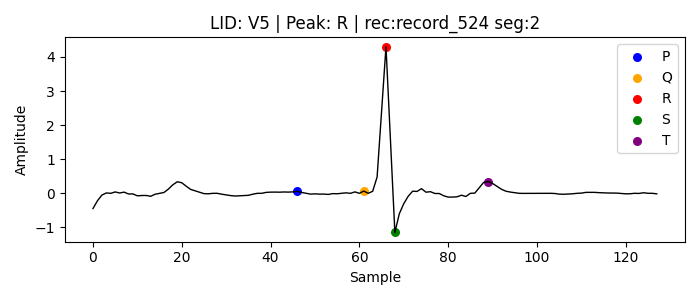 LID: V5 | Peak: R | rec:record_524 seg:2
Amplitude
4
3
2
1
0
−1
P
Q
R
S
T
0 20 40 60 80 100 120
Sample